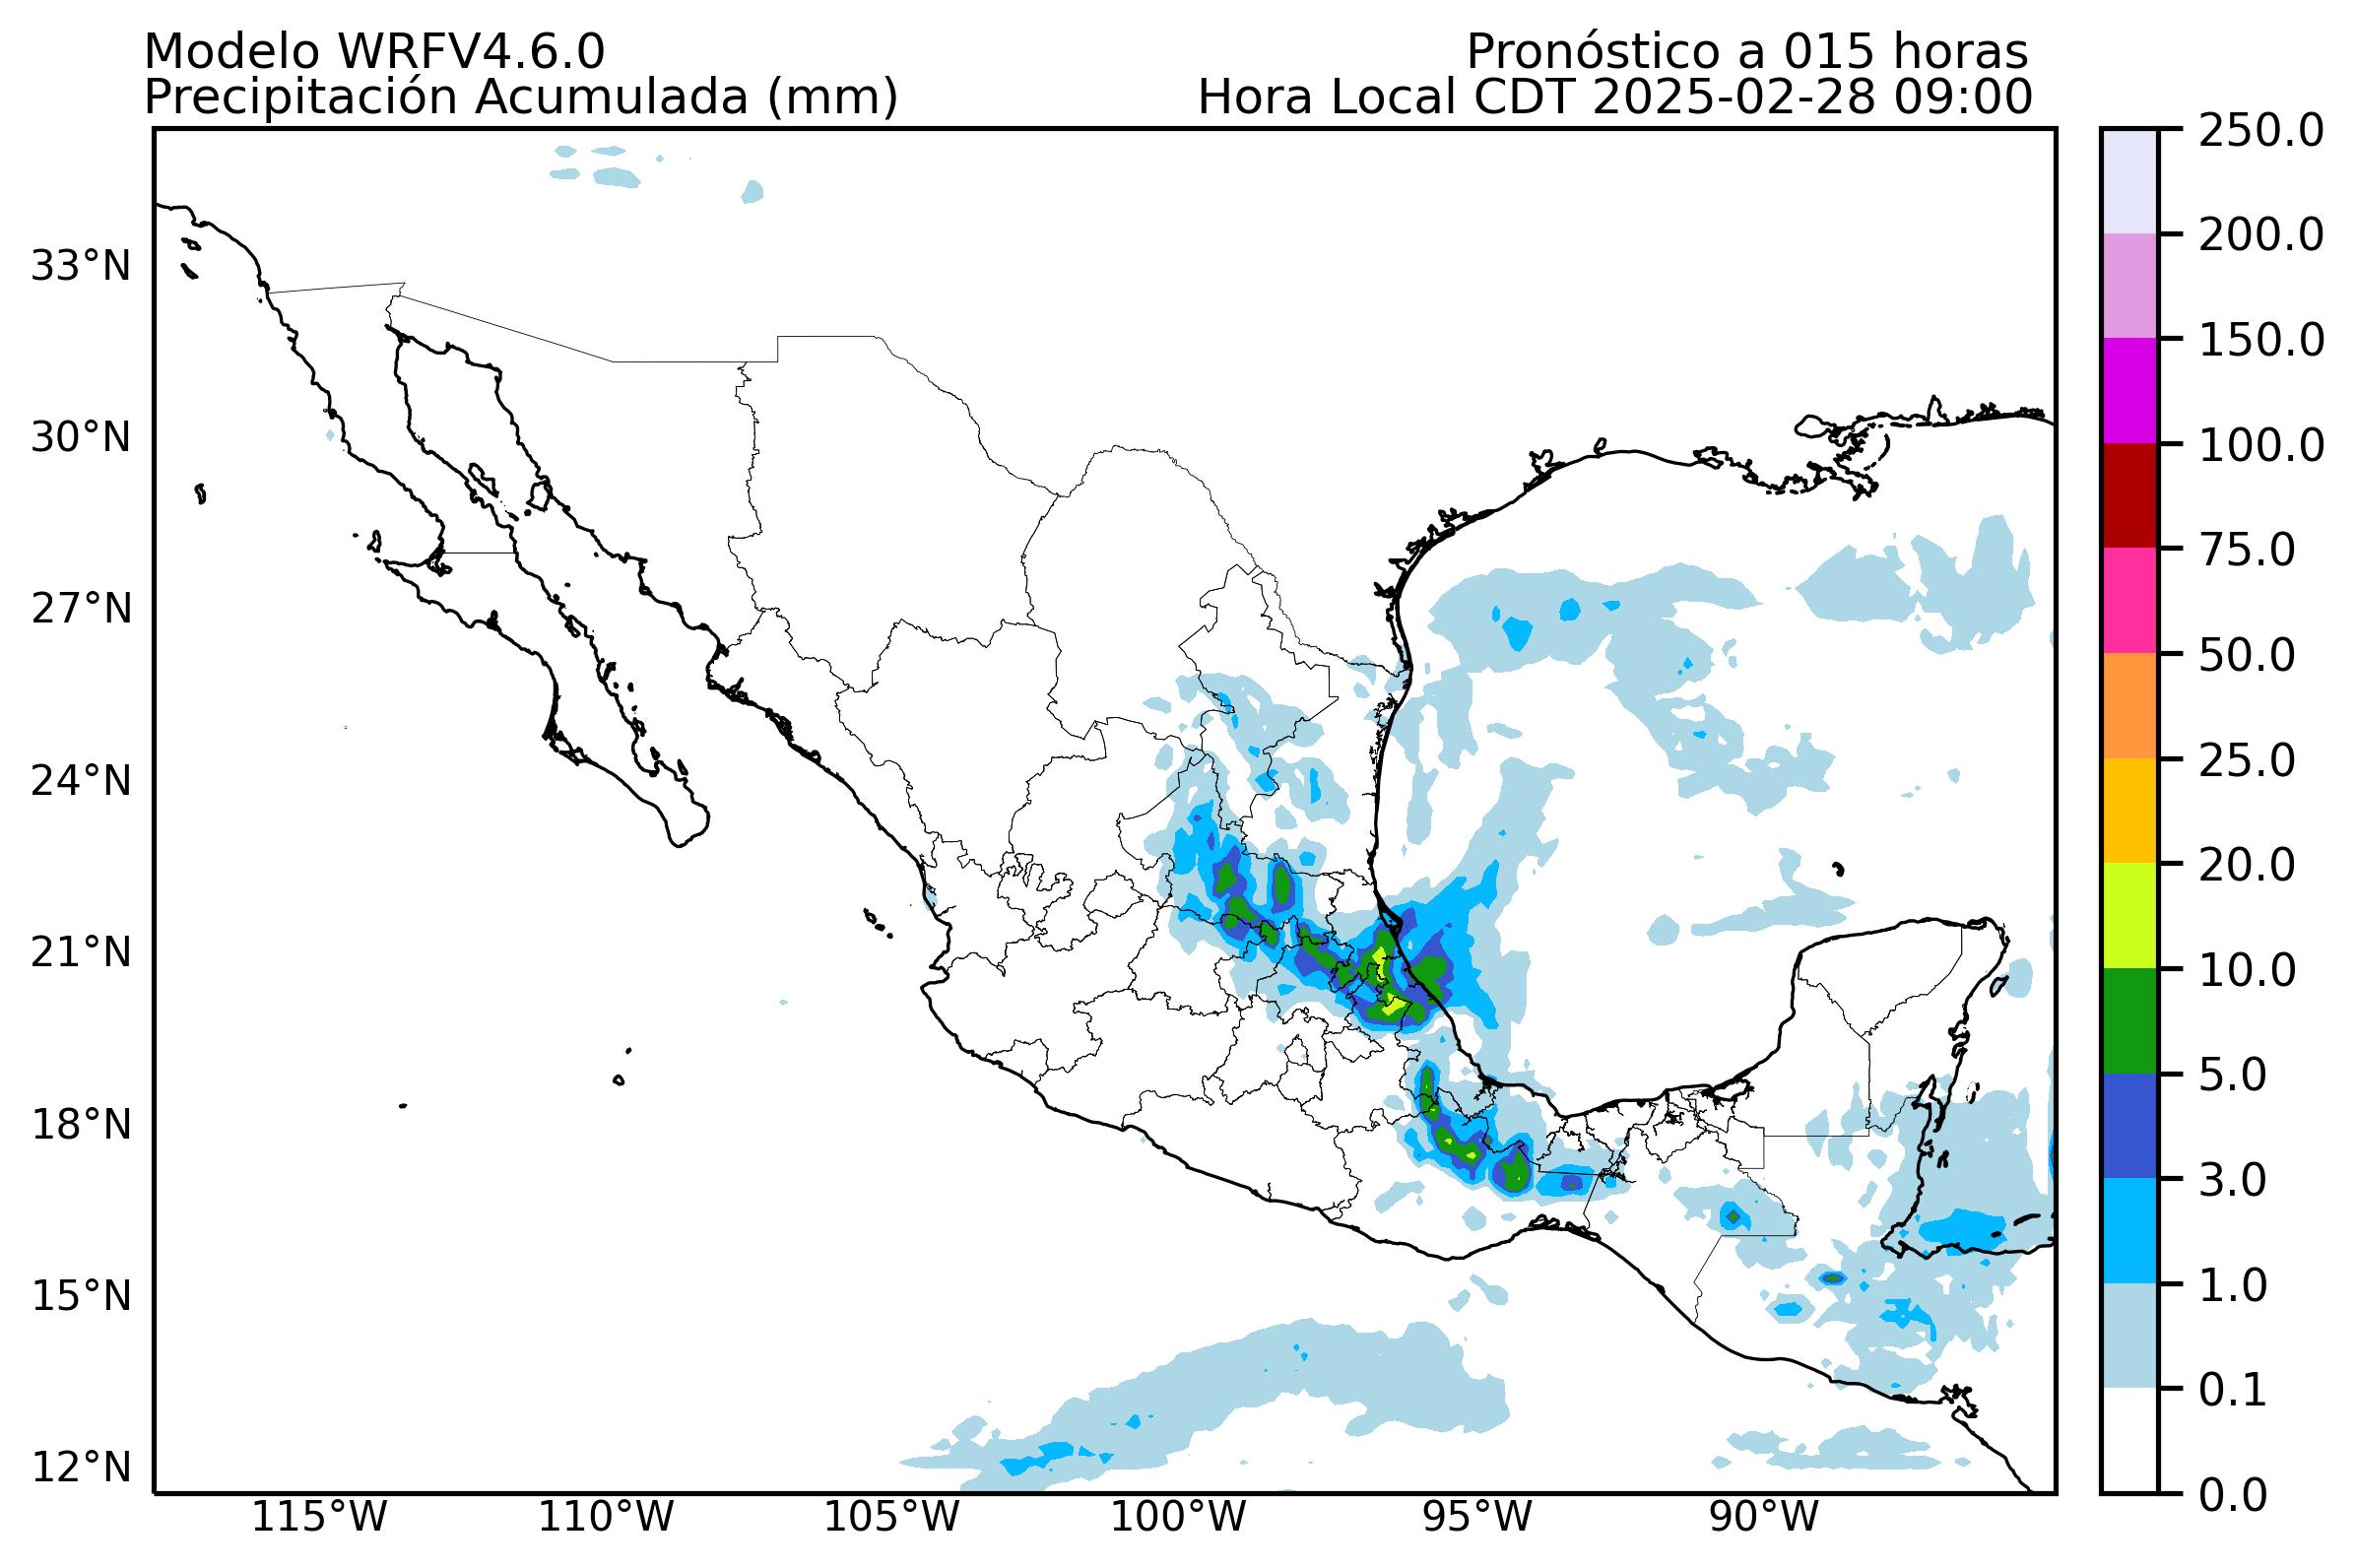 Modelo WRFV4.6.0
Pronóstico a 015 horas
Precipitación Acumulada (mm)
Hora Local CDT 2025-02-28 09:00
33°N
30°N
27°N
24°N
21°N
18°N
15°N
12°N
115°W
110°W
105°W
100°W
95°W
90°W
250.0
200.0
150.0
100.0
75.0
50.0
25.0
20.0
10.0
5.0
3.0
1.0
0.1
0.0